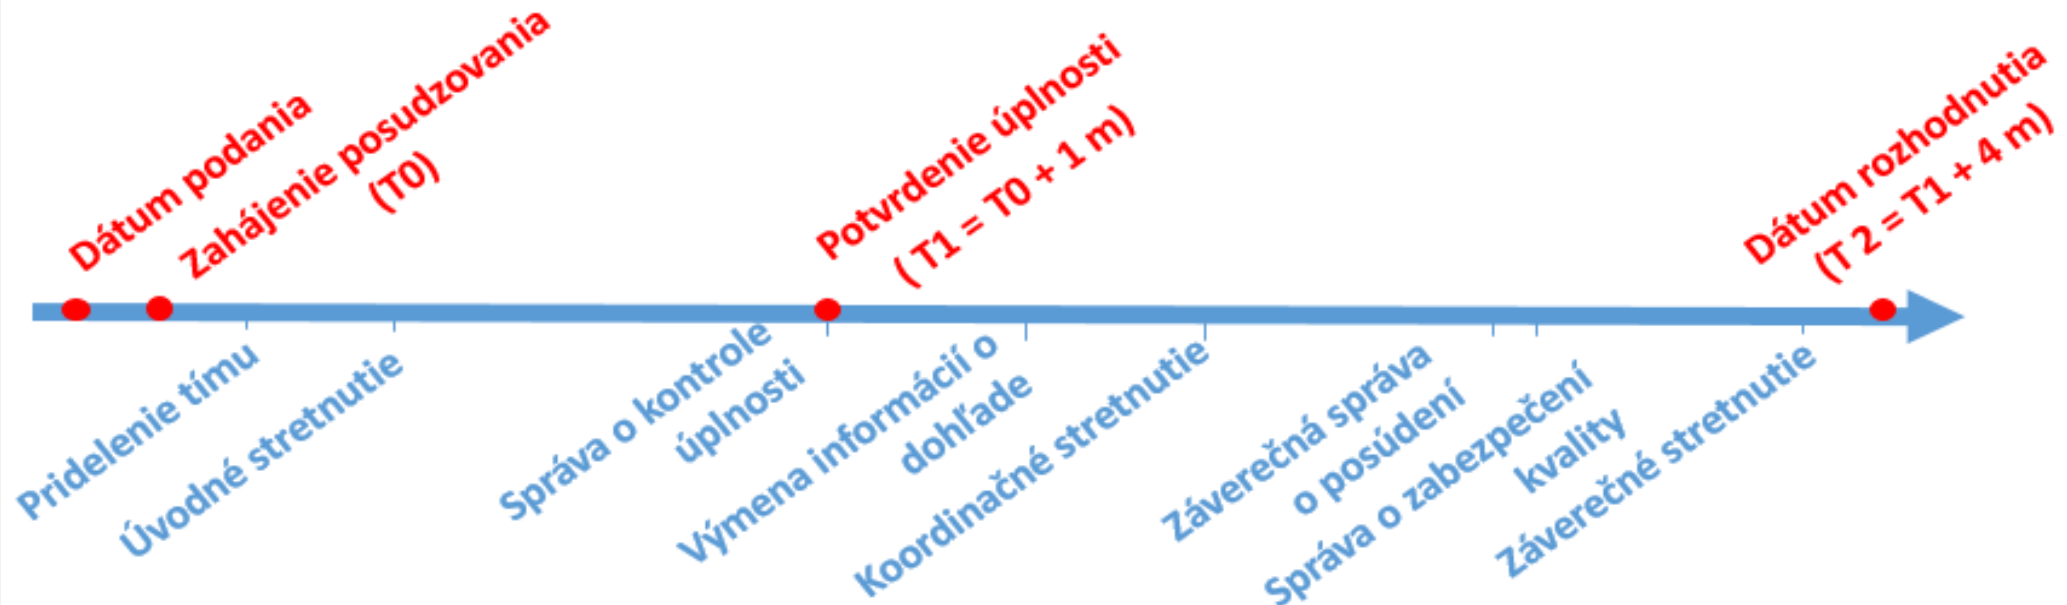 Dátum podania
Zahájenie posudzovania
(T0)
Potvrdenie úplnosti
( T1 = T0 + 1 m)
Dátum rozhodnutia
(T 2 = T1 + 4 m)
Pridelenie tímu
Úvodné stretnutie
Správa o kontrole
úplnosti
Výmena informácií o
dohľade
Koordinačné stretnutie
Záverečná správa
o posúdení
Správa o zabezpečení
kvality
Záverečné stretnutie